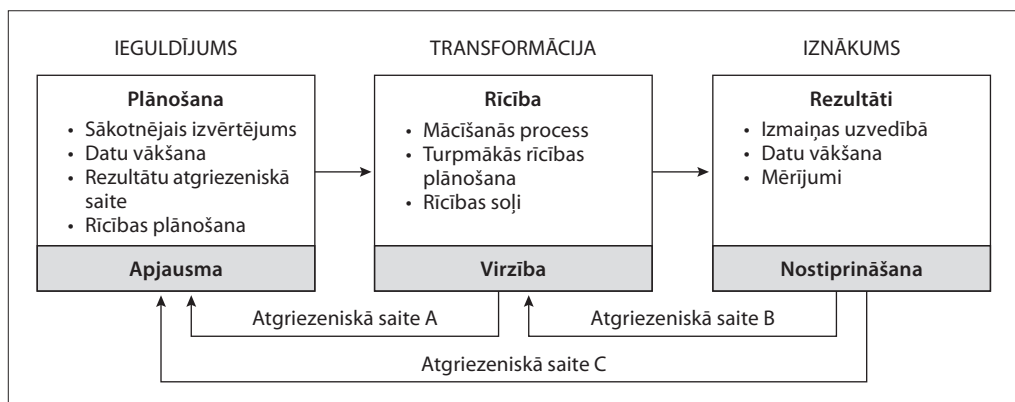 IEGULDĪJUMS
Plānošana
• Sākotnējais izvērtējums
• Datu vākšana
• Rezultātu atgriezeniskā
saite
• Rīcības plānošana
Apjausma
TRANSFORMĀCIJA
Rīcība
• Mācīšanās process
• Turpmākās rīcības
plānošana
• Rīcības soļi
Virzība
IZNĀKUMS
Rezultāti
• Izmaiņas uzvedībā
• Datu vākšana
• Mērījumi
Nostiprināšana
Atgriezeniskā saite A
Atgriezeniskā saite B
Atgriezeniskā saite C